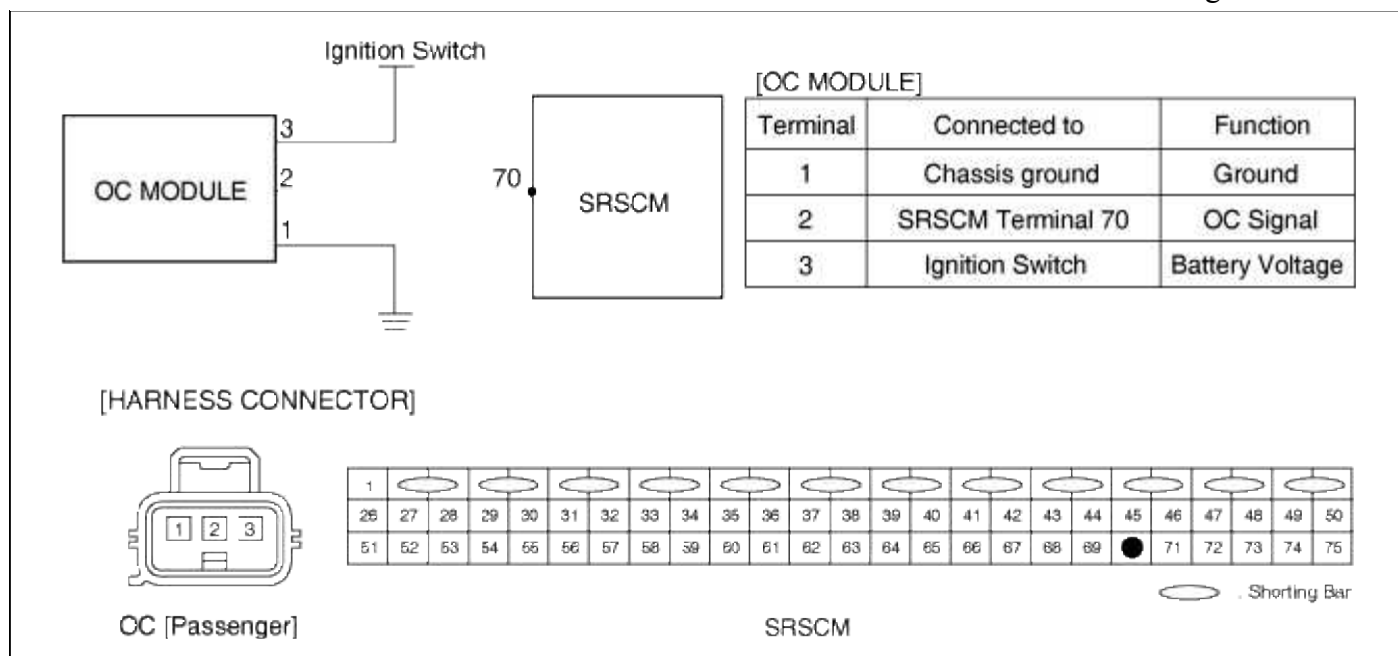 Ignition Switch
OC MODULE
3
2
1
70
SRSCM
[OC MODULE]
Terminal Connected to Function
1 Chassis ground Ground
2 SRSCM Terminal 70 OC Signal
3 Ignition Switch Battery Voltage
[HARNESS CONNECTOR]
1 2 3
OC [Passenger]
1
26 27 28 29 30 31 32 33 34 35 36 37 38 39 40 41 42 43 44 45 46 47 48 49 50
51 52 53 54 55 56 57 58 59 60 61 62 63 64 65 66 67 68 69 71 72 73 74 75
: Shorting Bar
SRSCM